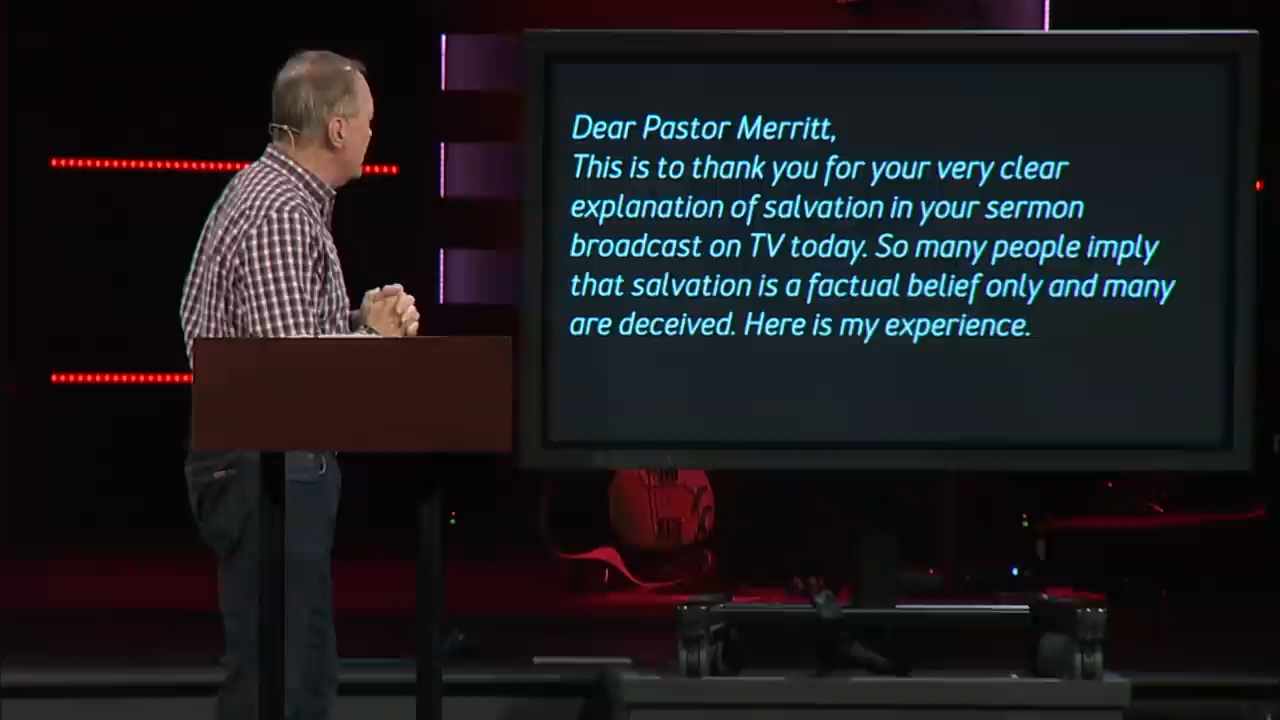 Dear Pastor Merritt,
This is to thank you for your very clear
explanation of salvation in your sermon
broadcast on TV today. So many people imply
that salvation is a factual belief only and many
are deceived. Here is my experience.